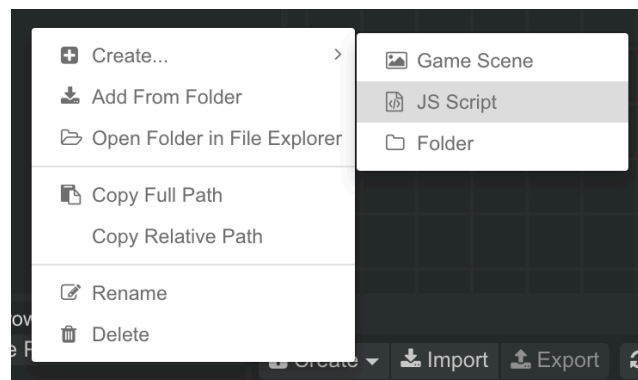 Create...
Add From Folder
Open Folder in File Explorer
Copy Full Path
Copy Relative Path
Rename
Delete
Game Scene
JS Script
Folder
Create
Import
Export